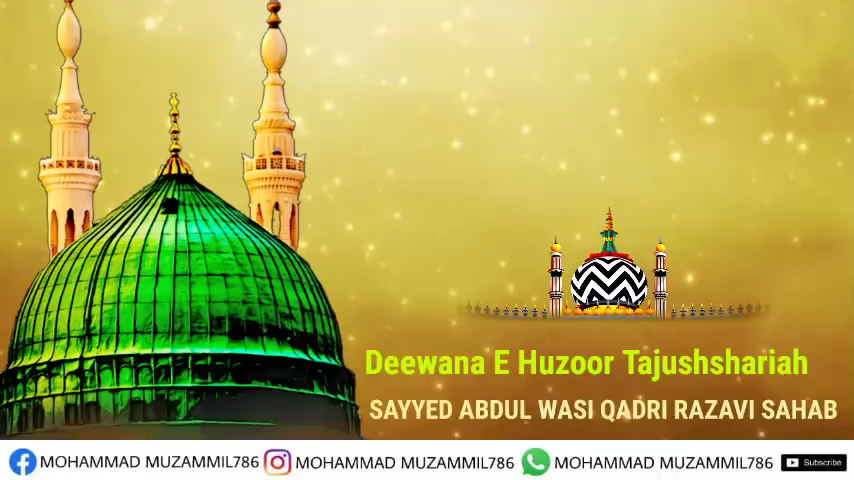 Deewana E Huzoor Tajushshariah
SAYYED ABDUL WASI QADRI RAZAVI SAHAB
MOHAMMAD MUZAMMIL786 MOHAMMAD MUZAMMIL786 MOHAMMAD MUZAMMIL786 Subscribe